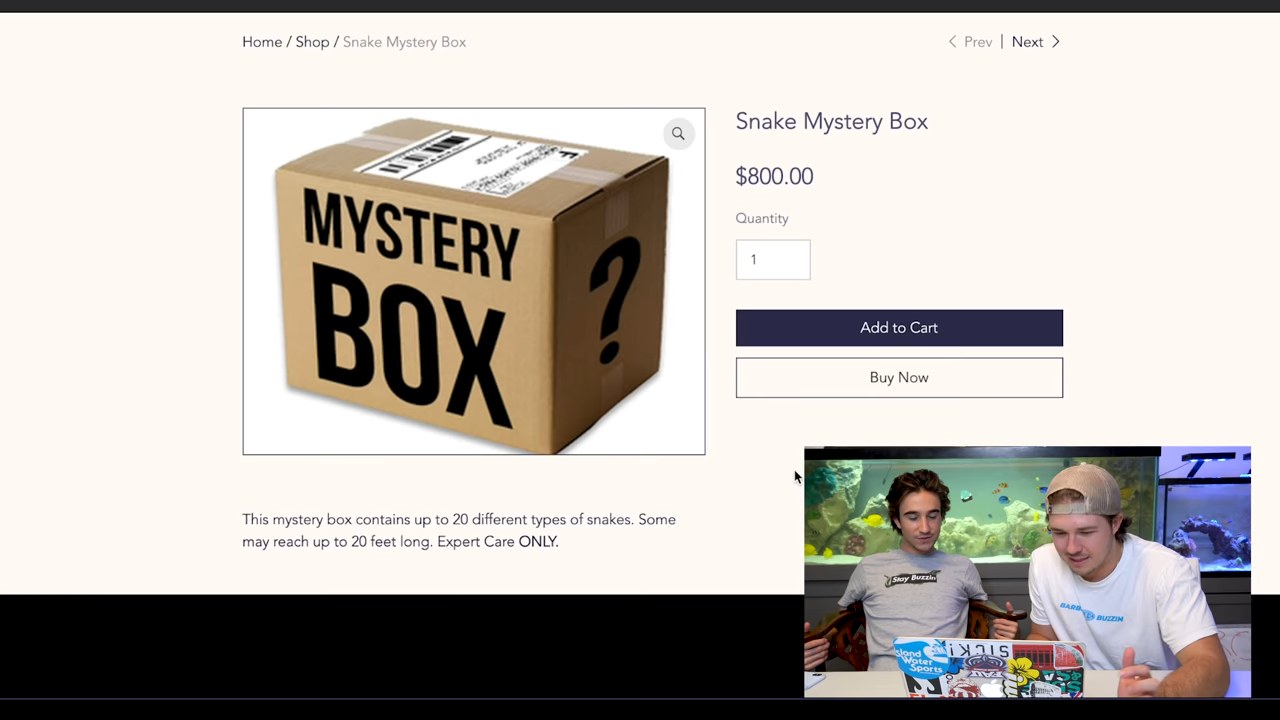 Home / Shop / Snake Mystery Box
< Prev | Next >
MYSTERY
BOX
?
F
Snake Mystery Box
$800.00
Quantity
1
Add to Cart
Buy Now
This mystery box contains up to 20 different types of snakes. Some
may reach up to 20 feet long. Expert Care ONLY.
Stay Buzzin
BUZZIN
Island
Water
Sports
SICK!